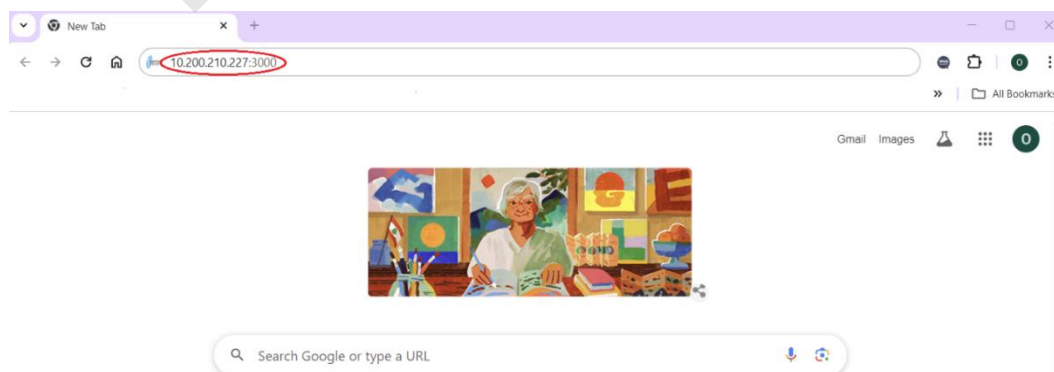 New Tab
10.200.210.227:3000
All Bookmarks
Gmail Images
O
Search Google or type a URL